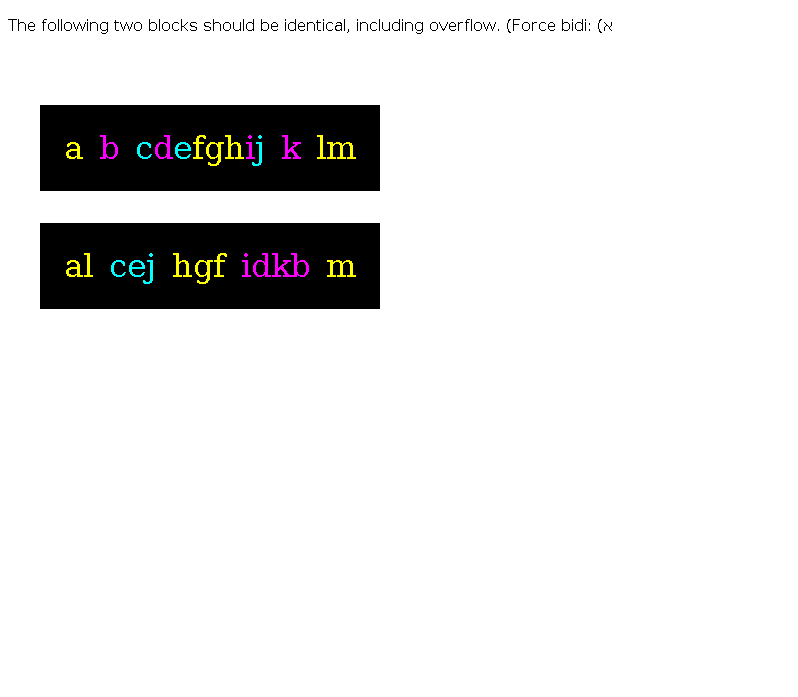 The following two blocks should be identical, including overflow. (Force bidi: (א
a b cdefghij k lm
al cej hgf idkb m